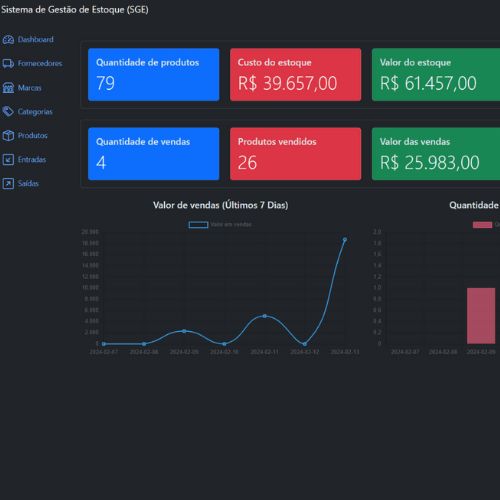 Sistema de Gestão de Estoque (SGE)
Dashboard
Fornecedores
Marcas
Categorias
Produtos
Entradas
Saídas
Quantidade de produtos
79
Custo do estoque
R$ 39.657,00
Valor do estoque
R$ 61.457,00
Quantidade de vendas
4
Produtos vendidos
26
Valor das vendas
R$ 25.983,00
Valor de vendas (Últimos 7 Dias)
Valor em vendas
20.000
18.000
16.000
14.000
12.000
10.000
8.000
6.000
4.000
2.000
0
2024-02-07 2024-02-08 2024-02-09 2024-02-10 2024-02-11 2024-02-12 2024-02-13
Quantidade
2.0
1.8
1.6
1.4
1.2
1.0
0.8
0.6
0.4
0.2
0
2024-02-07 2024-02-08 2024-02-09